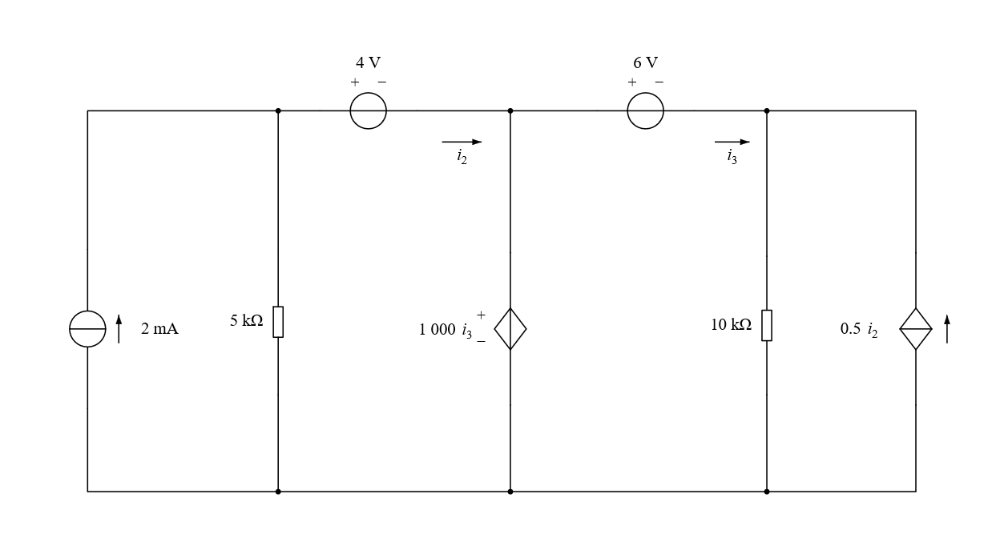 4 V
+ −
6 V
+ −
i2
i3
2 mA
5 kΩ
1 000 i3
+
−
10 kΩ
0.5 i2